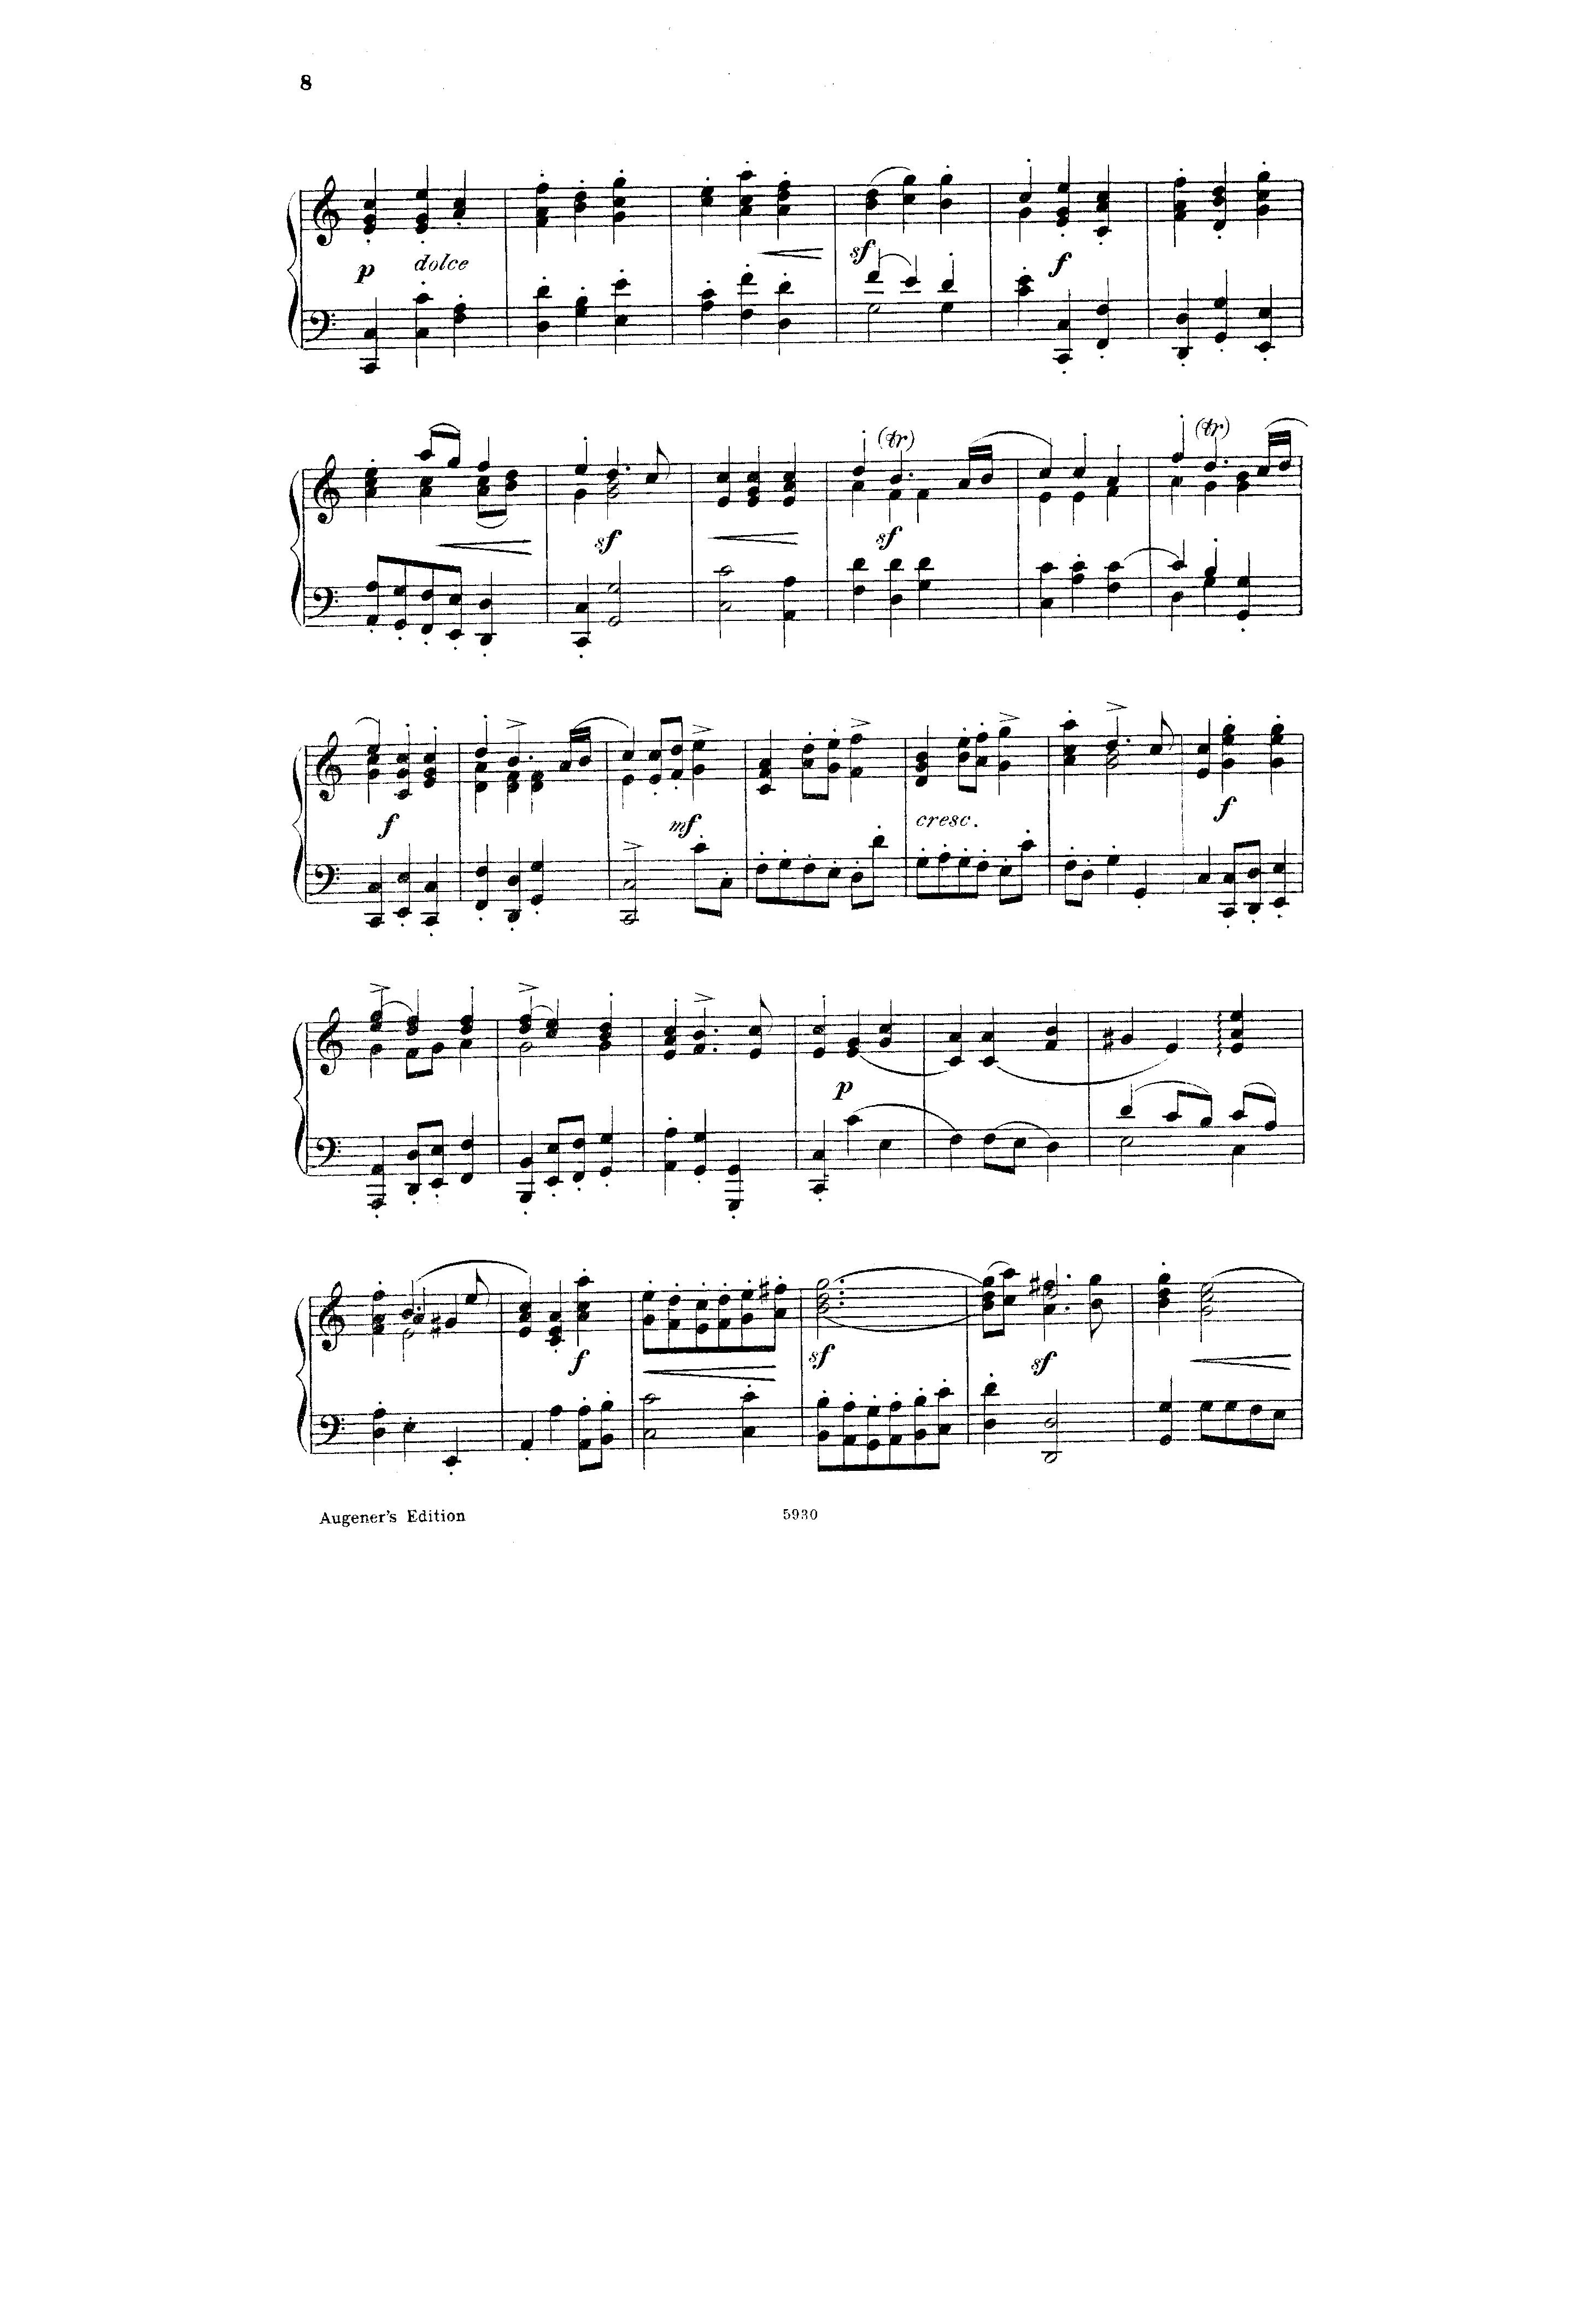 8
p dolce sf f
(tr) (tr)
sf sf
f mf cresc. f
p
f sf sf
Augener's Edition 5930